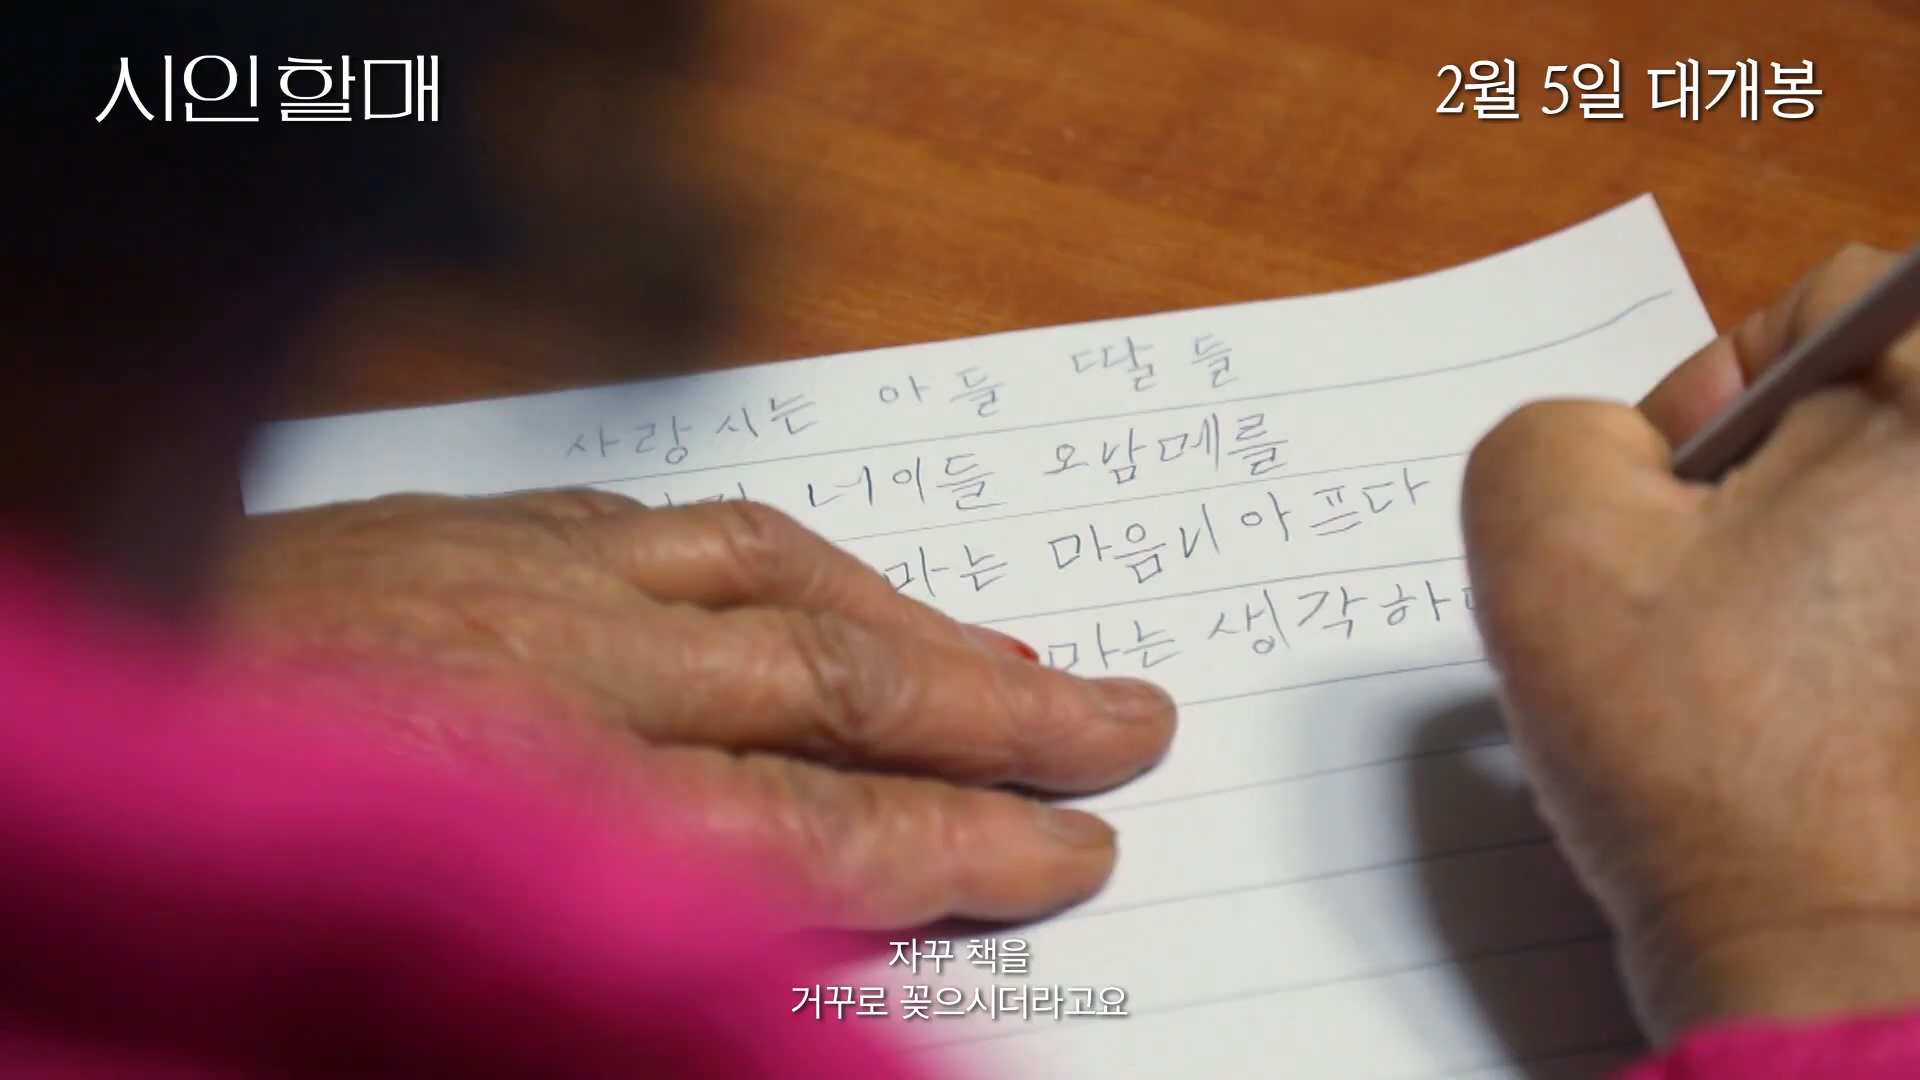 시인 할매
2월 5일 대개봉
사랑시는 아들 딸들
너이들 오남메를
마는 마음니 아프다
마는 생각하
자꾸 책을
거꾸로 꽂으시더라고요